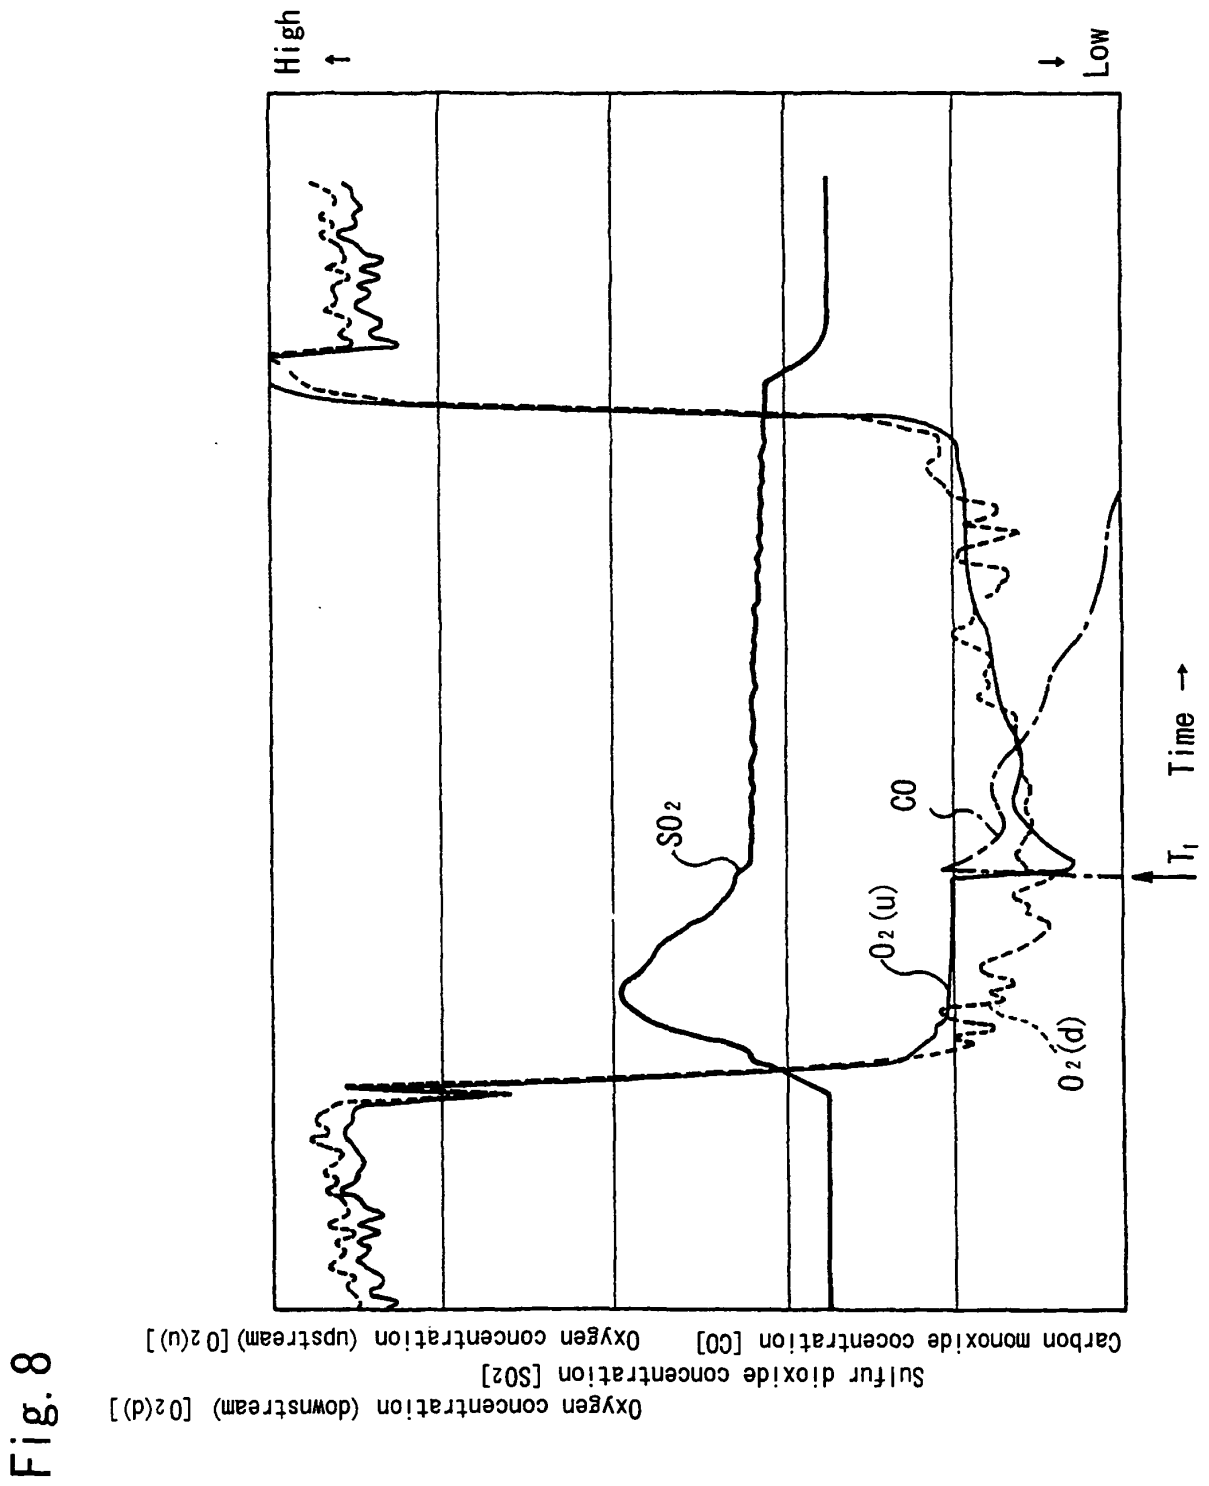 Fig. 8
Oxygen concentration (downstream) [O2(d)]
Sulfur dioxide concentration [SO2]
Oxygen concentration (upstream) [O2(u)]
Carbon monoxide cocentration [CO]
High
↑
↓
Low
SO2
CO
O2(u)
O2(d)
T1
Time →